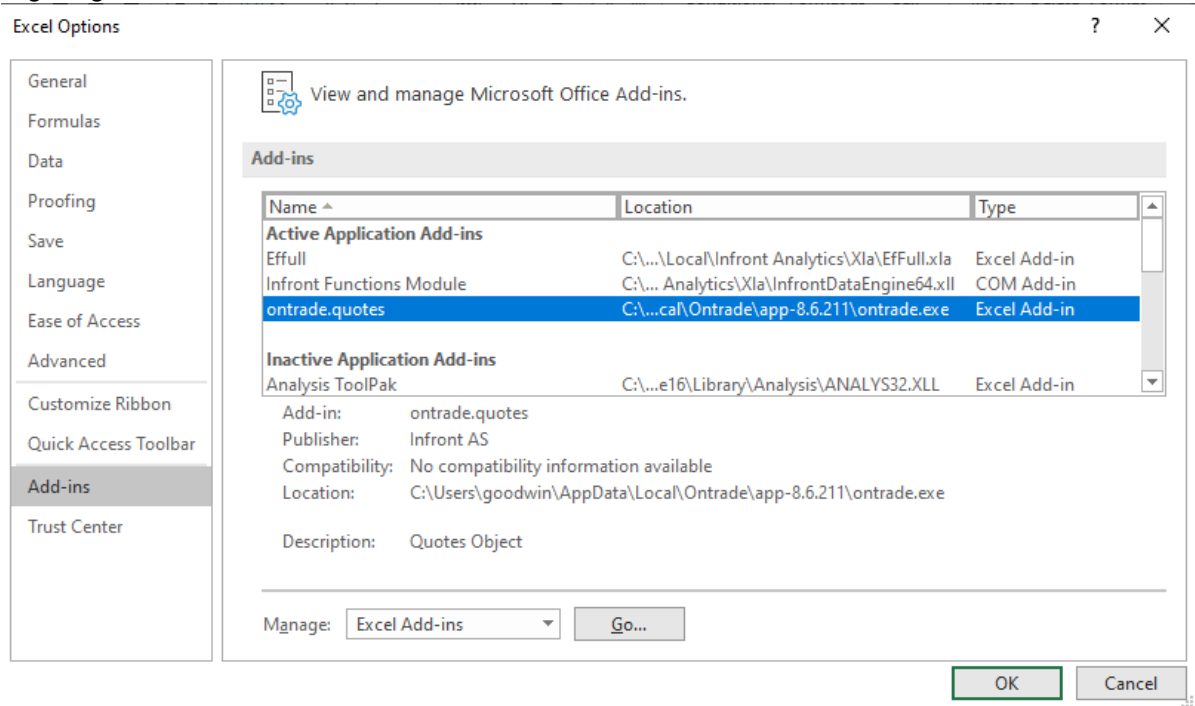 Excel Options ? ×
General
Formulas
Data
Proofing
Save
Language
Ease of Access
Advanced
Customize Ribbon
Quick Access Toolbar
Add-ins
Trust Center
View and manage Microsoft Office Add-ins.
Add-ins
Name Location Type
Active Application Add-ins
Effull C:\...\Local\Infront Analytics\Xla\EfFull.xla Excel Add-in
Infront Functions Module C:\... Analytics\Xla\InfrontDataEngine64.xll COM Add-in
ontrade.quotes C:\...cal\Ontrade\app-8.6.211\ontrade.exe Excel Add-in
Inactive Application Add-ins
Analysis ToolPak C:\...e16\Library\Analysis\ANALYS32.XLL Excel Add-in
Add-in: ontrade.quotes
Publisher: Infront AS
Compatibility: No compatibility information available
Location: C:\Users\goodwin\AppData\Local\Ontrade\app-8.6.211\ontrade.exe
Description: Quotes Object
Manage: Excel Add-ins Go...
OK Cancel